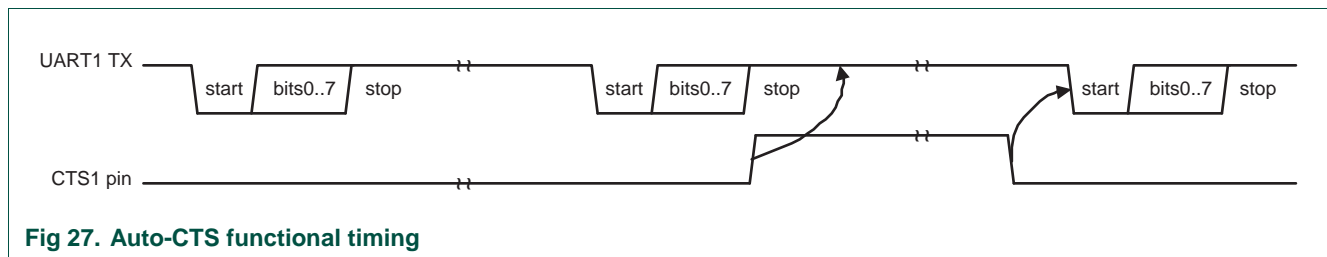 UART1 TX
start bits0..7 stop start bits0..7 stop start bits0..7 stop
CTS1 pin
Fig 27. Auto-CTS functional timing